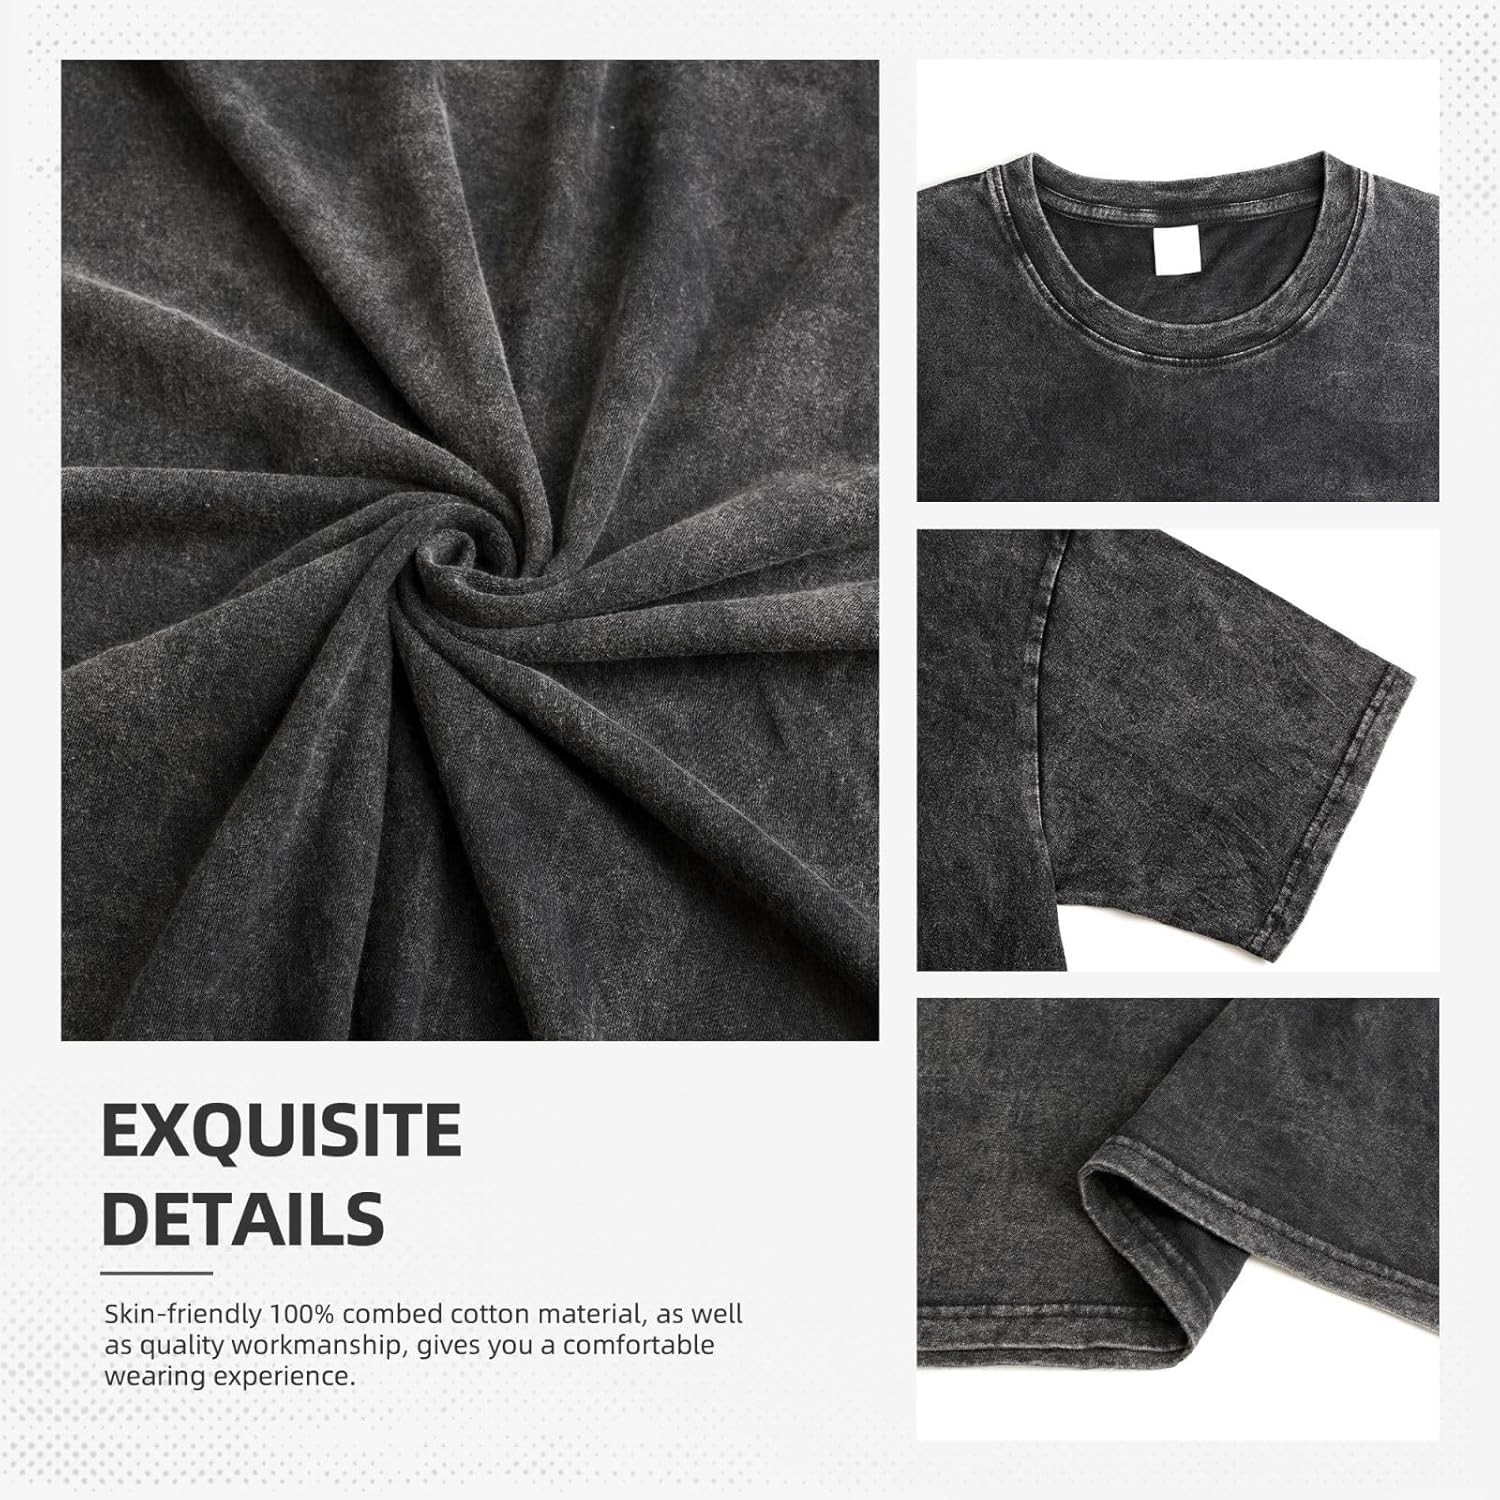 EXQUISITE
DETAILS
Skin-friendly 100% combed cotton material, as well
as quality workmanship, gives you a comfortable
wearing experience.